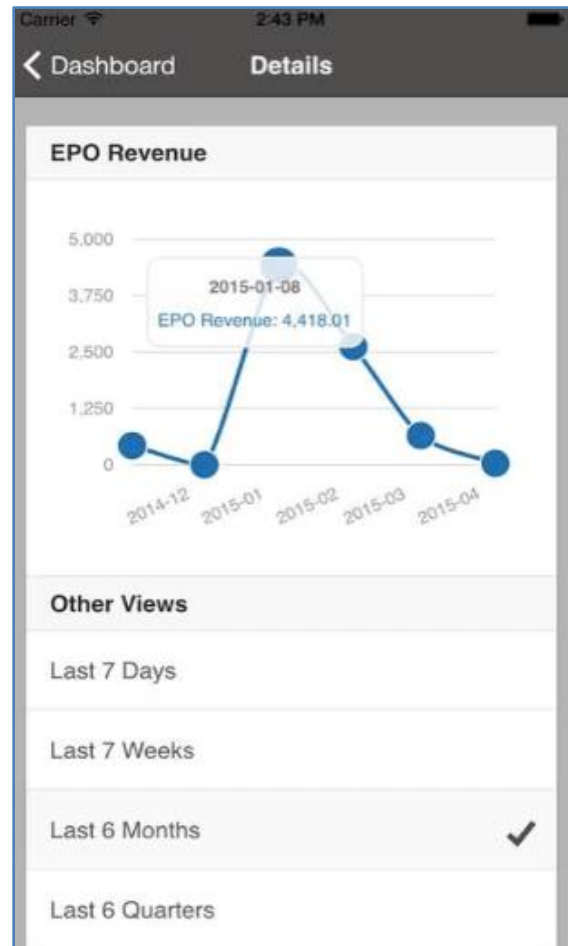 Carrier 2:43 PM
Dashboard Details
EPO Revenue
5,000
3,750
2,500
1,250
0
2015-01-08
EPO Revenue: 4,418.01
2014-12 2015-01 2015-02 2015-03 2015-04
Other Views
Last 7 Days
Last 7 Weeks
Last 6 Months
Last 6 Quarters